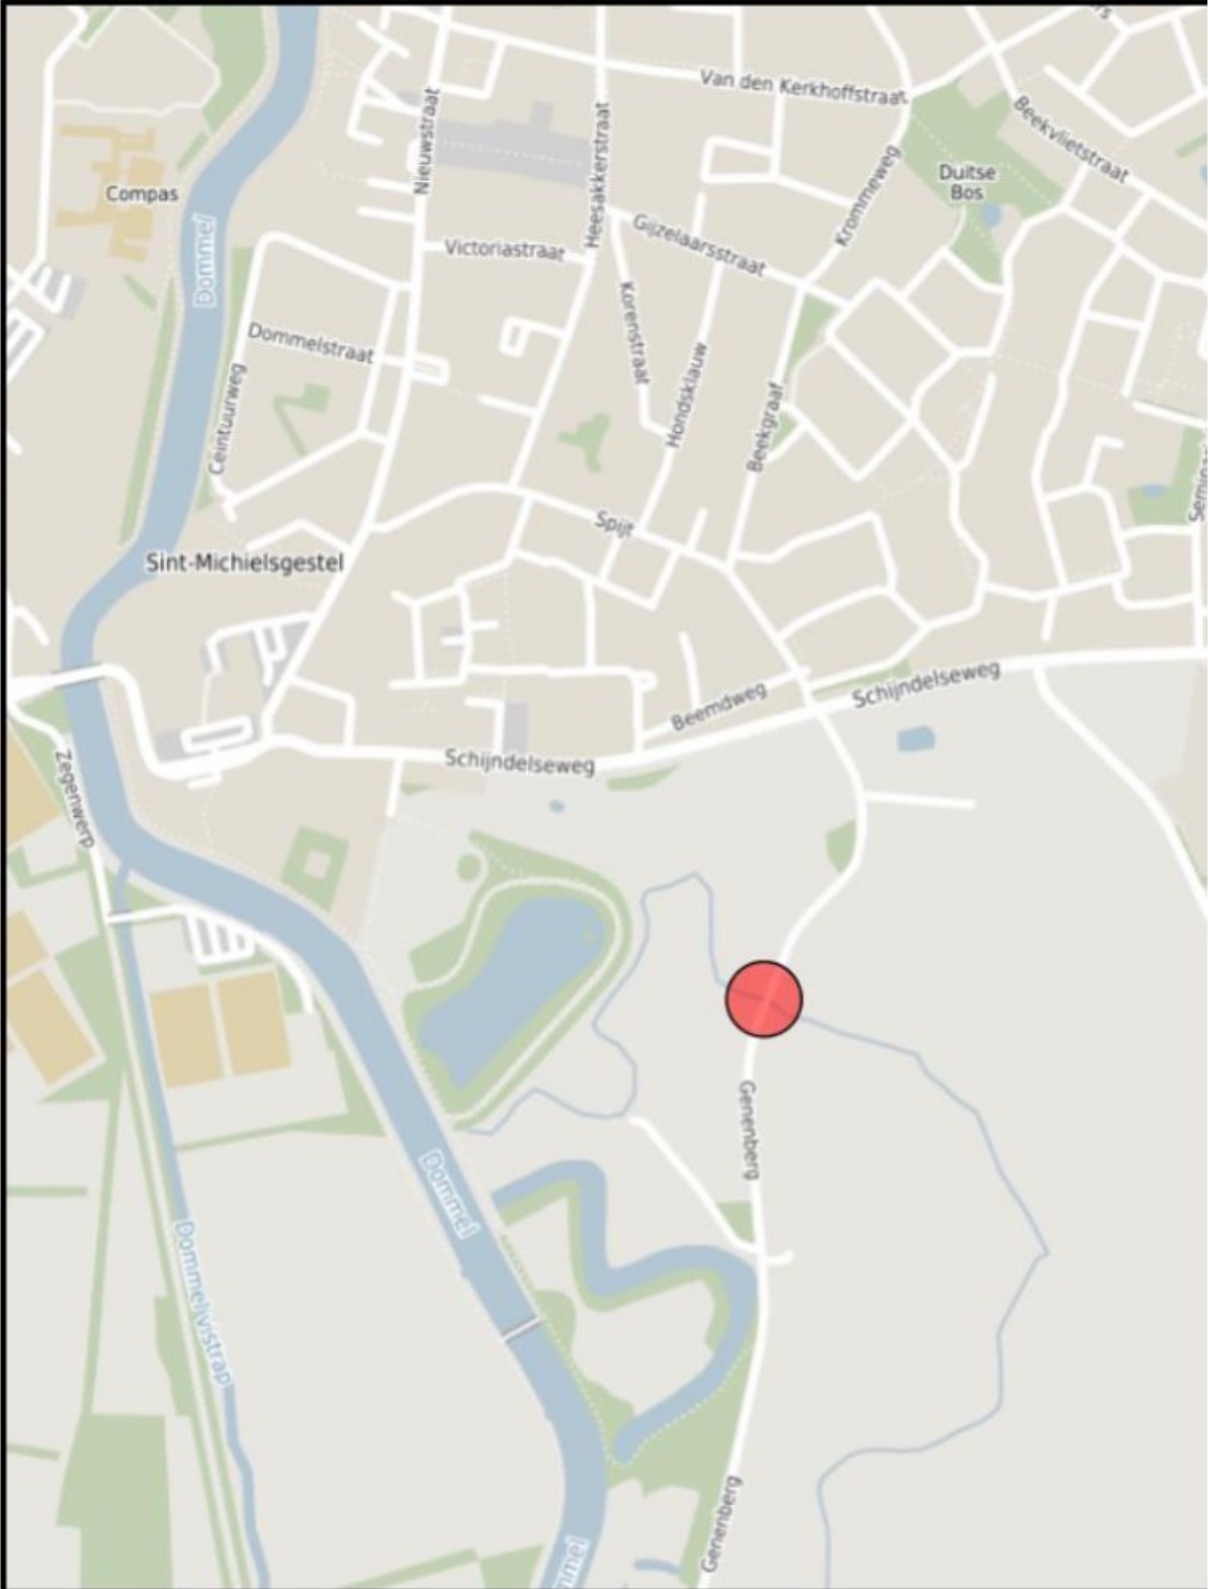 Van den Kerkhoffstraat
Beekvlietstraat
Nieuwstraat
Heesakkerstraat
Krommeweg
Duitse
Bos
Compas
Dommel
Victoriastraat
Gijzelaarsstraat
Korenstraat
Dommelstraat
Hondsklauw
Ceintuurweg
Beekgraaf
Spijt
Sint-Michielsgestel
Beemdweg
Schijndelseweg
Schijndelseweg
Zegenwerp
Genenberg
Dommel
Dommelvistrap
Genenberg